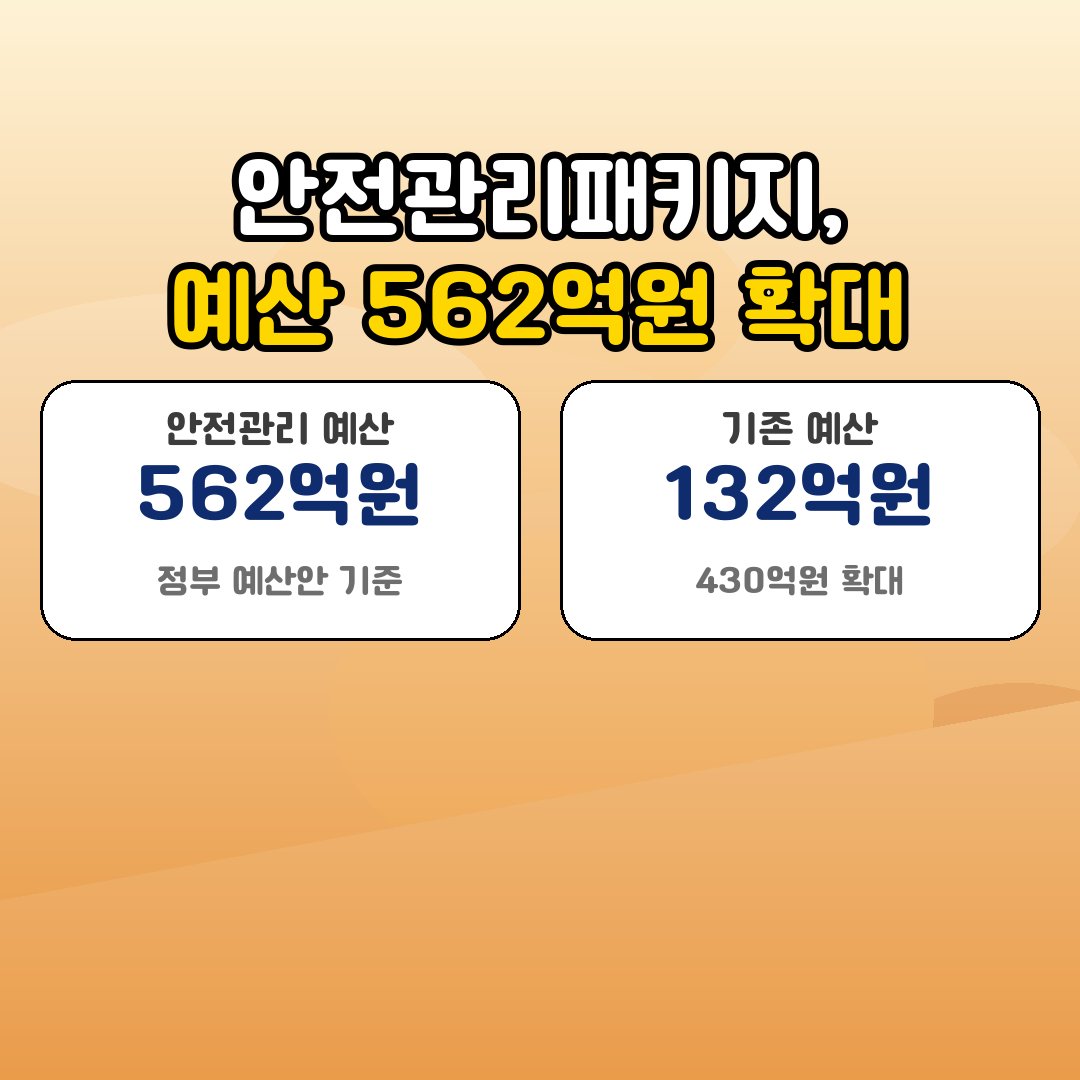 안전관리패키지,
예산 562억원 확대
안전관리 예산
562억원
정부 예산안 기준
기존 예산
132억원
430억원 확대